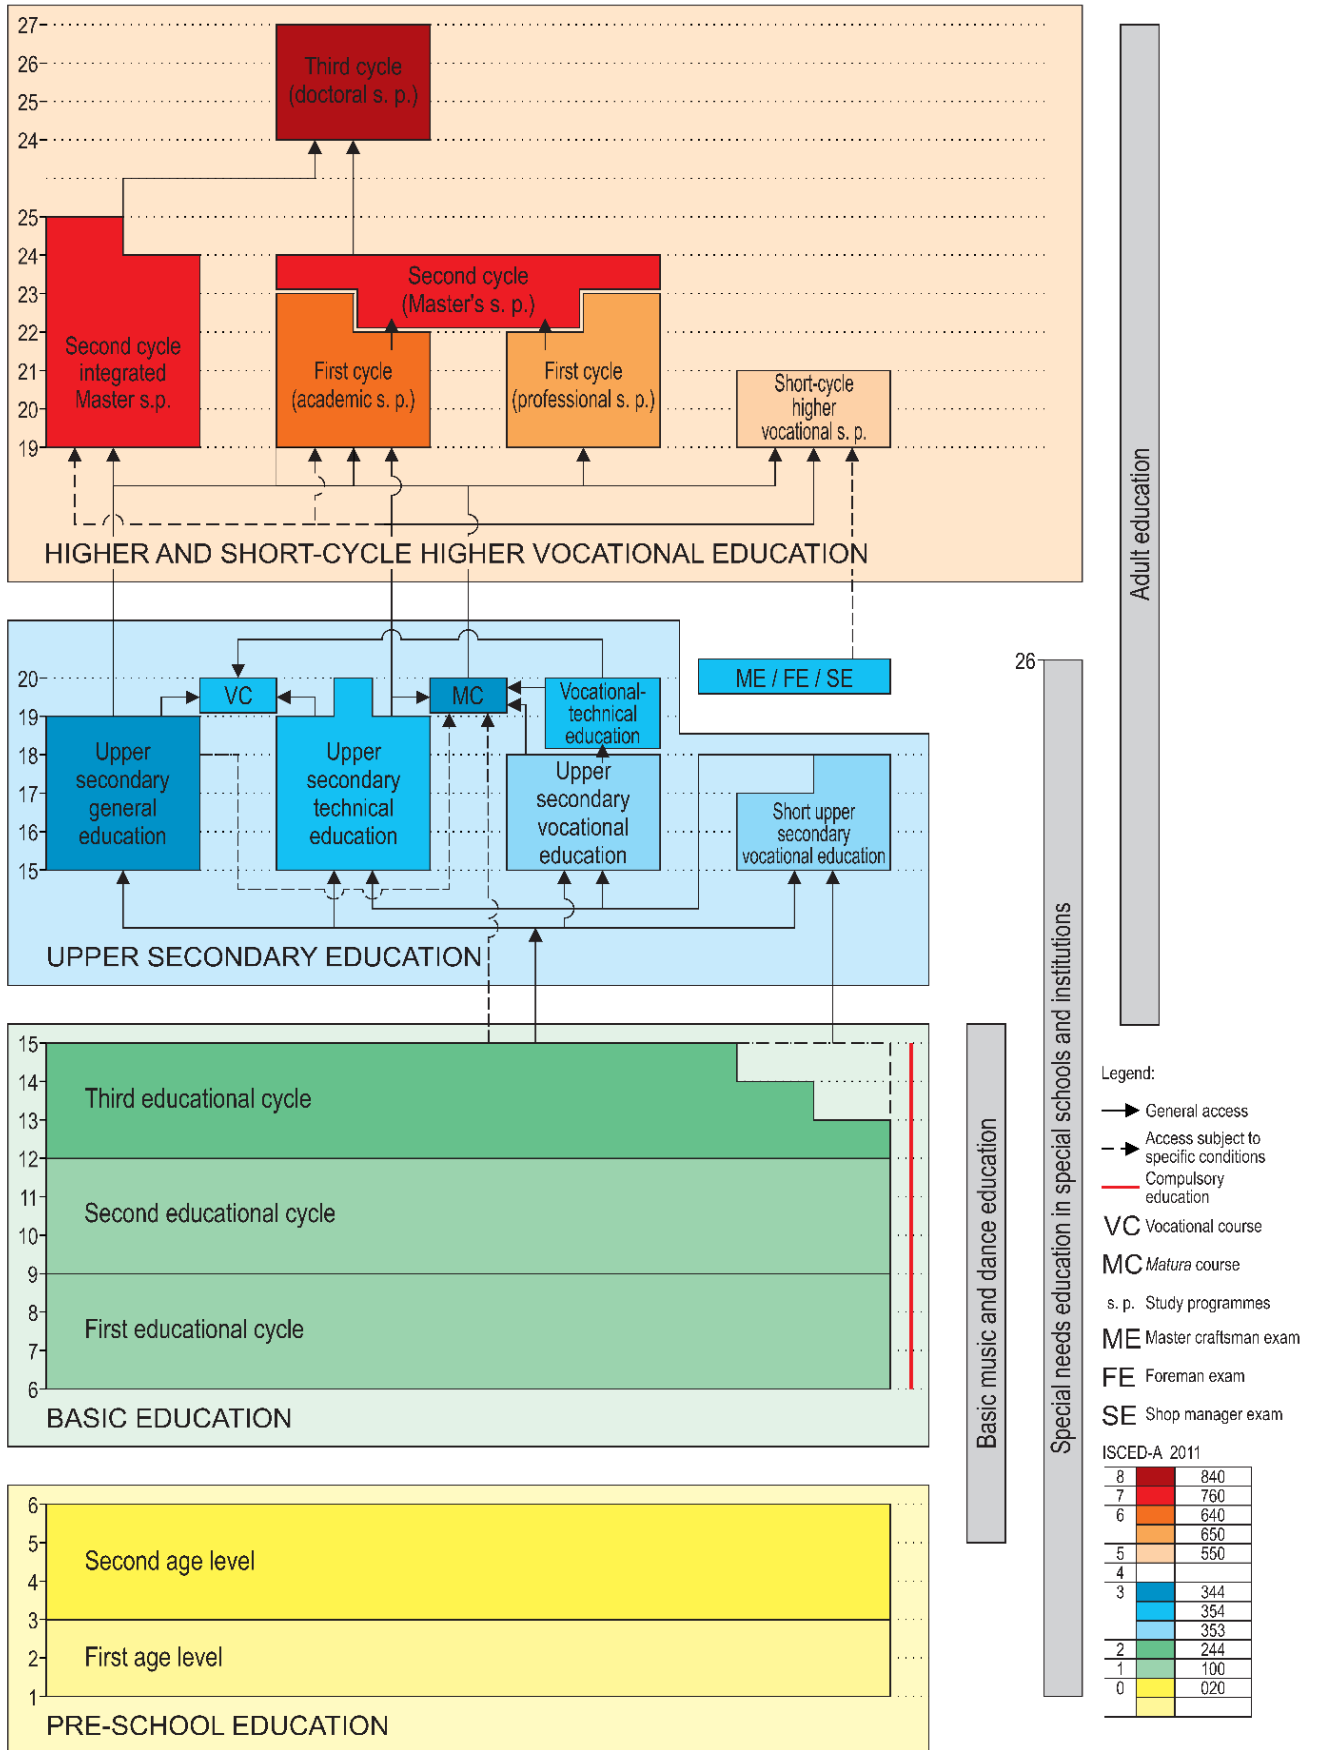 27
26
25
24
25
24
23
22
21
20
19
Third cycle
(doctoral s. p.)
Second cycle
(Master's s. p.)
Second cycle
integrated
Master s.p.
First cycle
(academic s. p.)
First cycle
(professional s. p.)
Short-cycle
higher
vocational s. p.
HIGHER AND SHORT-CYCLE HIGHER VOCATIONAL EDUCATION
20
19
18
17
16
15
VC
MC
Vocational-
technical
education
ME / FE / SE
Upper
secondary
general
education
Upper
secondary
technical
education
Upper
secondary
vocational
education
Short upper
secondary
vocational education
UPPER SECONDARY EDUCATION
15
14
13
12
11
10
9
8
7
6
Third educational cycle
Second educational cycle
First educational cycle
BASIC EDUCATION
6
5
4
3
2
1
Second age level
First age level
PRE-SCHOOL EDUCATION
Basic music and dance education
26
Special needs education in special schools and institutions
Adult education
Legend:
General access
Access subject to
specific conditions
Compulsory
education
VC Vocational course
MC Matura course
s. p. Study programmes
ME Master craftsman exam
FE Foreman exam
SE Shop manager exam
ISCED-A 2011
8 840
7 760
6 640
650
5 550
4
3 344
354
353
2 244
1 100
0 020